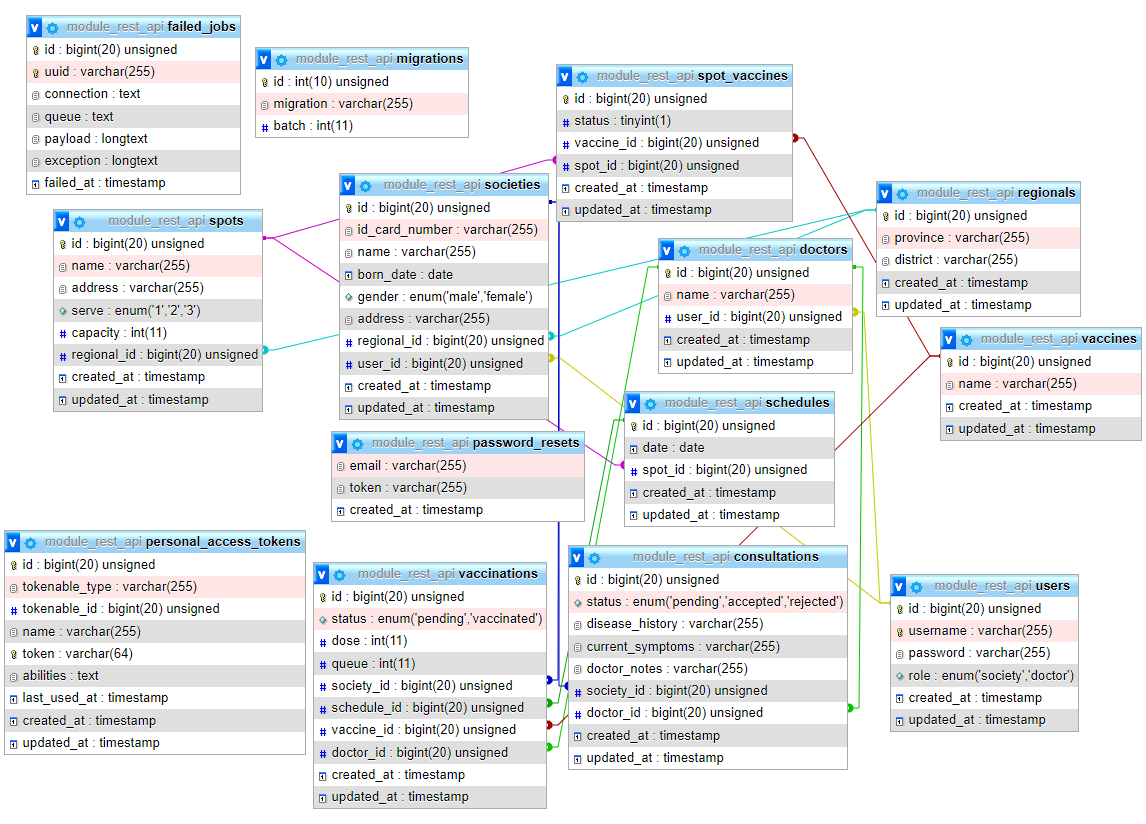 module_rest_api failed_jobs
id : bigint(20) unsigned
uuid : varchar(255)
connection : text
queue : text
payload : longtext
exception : longtext
failed_at : timestamp
module_rest_api migrations
id : int(10) unsigned
migration : varchar(255)
batch : int(11)
module_rest_api spot_vaccines
id : bigint(20) unsigned
status : tinyint(1)
vaccine_id : bigint(20) unsigned
spot_id : bigint(20) unsigned
created_at : timestamp
updated_at : timestamp
module_rest_api spots
id : bigint(20) unsigned
name : varchar(255)
address : varchar(255)
serve : enum('1','2','3')
capacity : int(11)
regional_id : bigint(20) unsigned
created_at : timestamp
updated_at : timestamp
module_rest_api societies
id : bigint(20) unsigned
id_card_number : varchar(255)
name : varchar(255)
born_date : date
gender : enum('male','female')
address : varchar(255)
regional_id : bigint(20) unsigned
user_id : bigint(20) unsigned
created_at : timestamp
updated_at : timestamp
module_rest_api doctors
id : bigint(20) unsigned
name : varchar(255)
user_id : bigint(20) unsigned
created_at : timestamp
updated_at : timestamp
module_rest_api regionals
id : bigint(20) unsigned
province : varchar(255)
district : varchar(255)
created_at : timestamp
updated_at : timestamp
module_rest_api vaccines
id : bigint(20) unsigned
name : varchar(255)
created_at : timestamp
updated_at : timestamp
module_rest_api schedules
id : bigint(20) unsigned
date : date
spot_id : bigint(20) unsigned
created_at : timestamp
updated_at : timestamp
module_rest_api password_resets
email : varchar(255)
token : varchar(255)
created_at : timestamp
module_rest_api personal_access_tokens
id : bigint(20) unsigned
tokenable_type : varchar(255)
tokenable_id : bigint(20) unsigned
name : varchar(255)
token : varchar(64)
abilities : text
last_used_at : timestamp
created_at : timestamp
updated_at : timestamp
module_rest_api vaccinations
id : bigint(20) unsigned
status : enum('pending','vaccinated')
dose : int(11)
queue : int(11)
society_id : bigint(20) unsigned
schedule_id : bigint(20) unsigned
vaccine_id : bigint(20) unsigned
doctor_id : bigint(20) unsigned
created_at : timestamp
updated_at : timestamp
module_rest_api consultations
id : bigint(20) unsigned
status : enum('pending','accepted','rejected')
disease_history : varchar(255)
current_symptoms : varchar(255)
doctor_notes : varchar(255)
society_id : bigint(20) unsigned
doctor_id : bigint(20) unsigned
created_at : timestamp
updated_at : timestamp
module_rest_api users
id : bigint(20) unsigned
username : varchar(255)
password : varchar(255)
role : enum('society','doctor')
created_at : timestamp
updated_at : timestamp